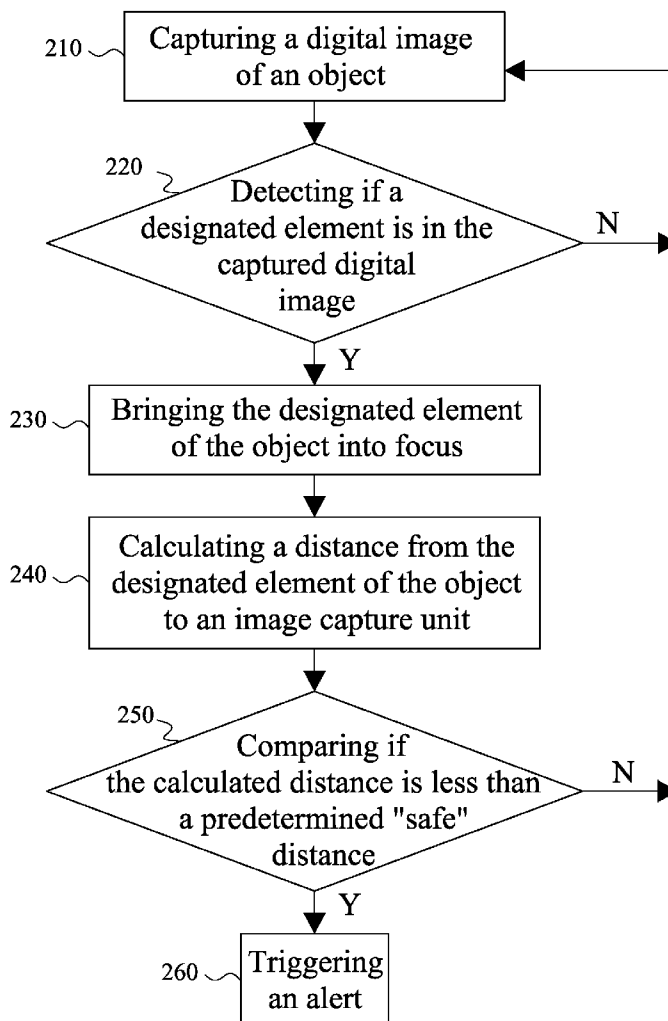 210
Capturing a digital image
of an object
220
Detecting if a
designated element is in the
captured digital
image
N
Y
230
Bringing the designated element
of the object into focus
240
Calculating a distance from the
designated element of the object
to an image capture unit
250
Comparing if
the calculated distance is less than
a predetermined "safe"
distance
N
Y
260
Triggering
an alert